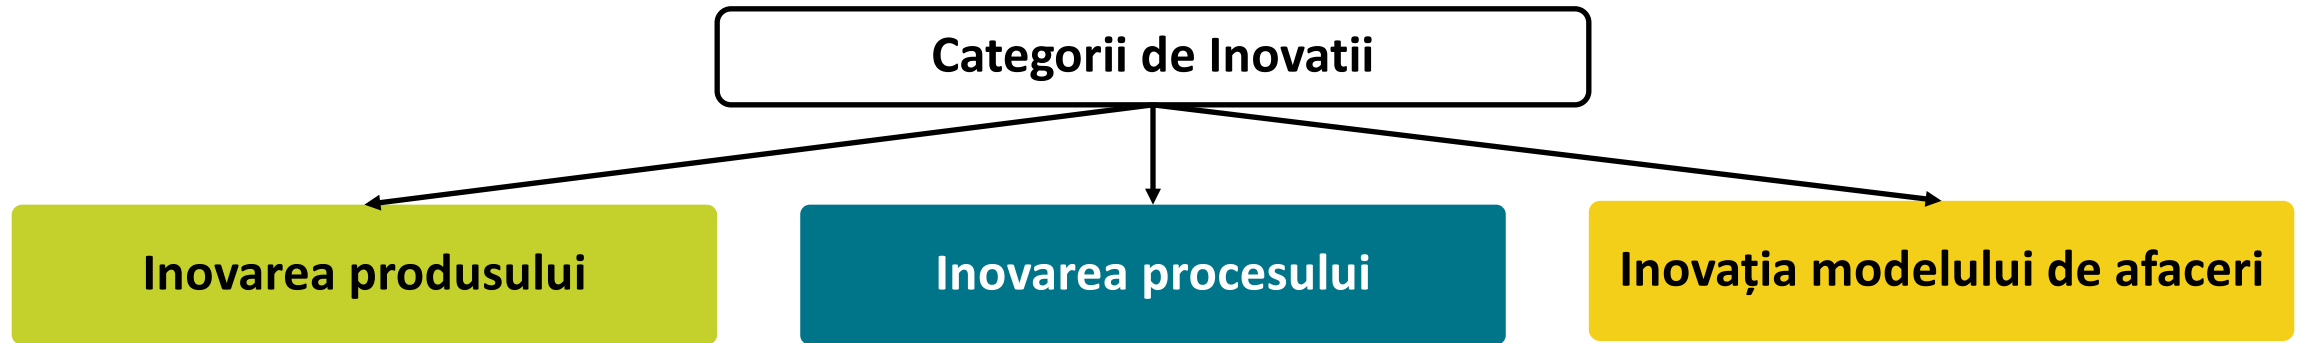 Categorii de Inovatii
Inovarea produsului
Inovarea procesului
Inovația modelului de afaceri